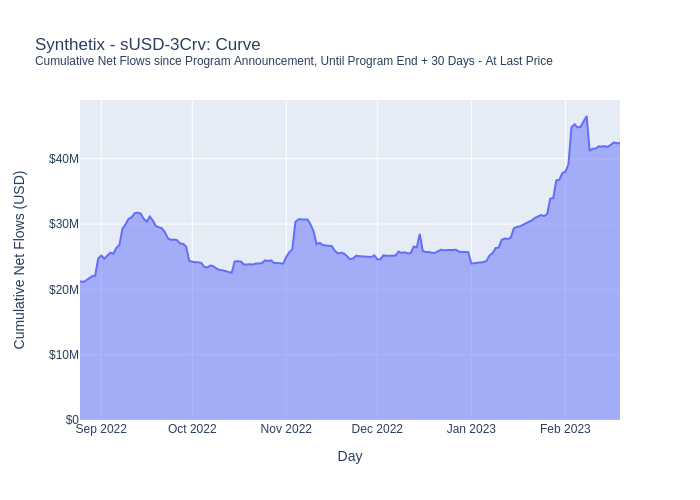 Synthetix - sUSD-3Crv: Curve
Cumulative Net Flows since Program Announcement, Until Program End + 30 Days - At Last Price
Cumulative Net Flows (USD)
$40M
$30M
$20M
$10M
$0
Sep 2022
Oct 2022
Nov 2022
Dec 2022
Jan 2023
Feb 2023
Day